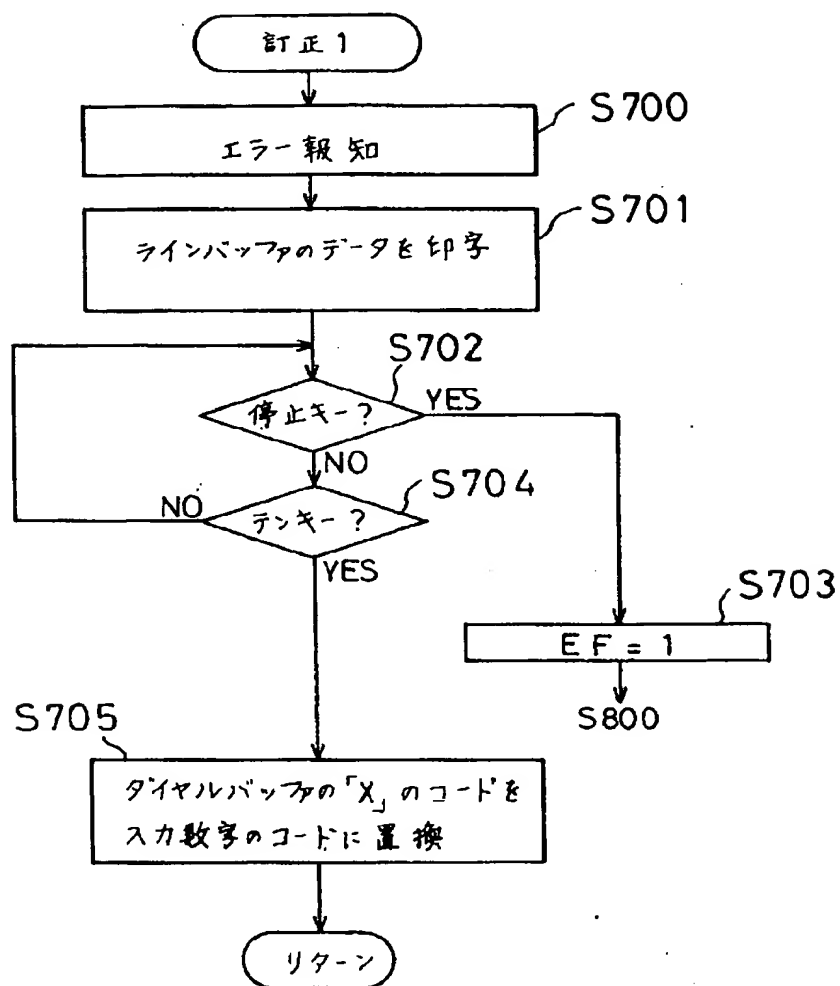 訂正1
S700
エラー報知
S701
ラインバッファのデータを印字
S702
停止キー?
YES
NO
S704
NO
テンキー?
YES
S703
EF=1
S800
S705
ダイヤルバッファの「X」のコードを
入力数字のコードに置換
リターン